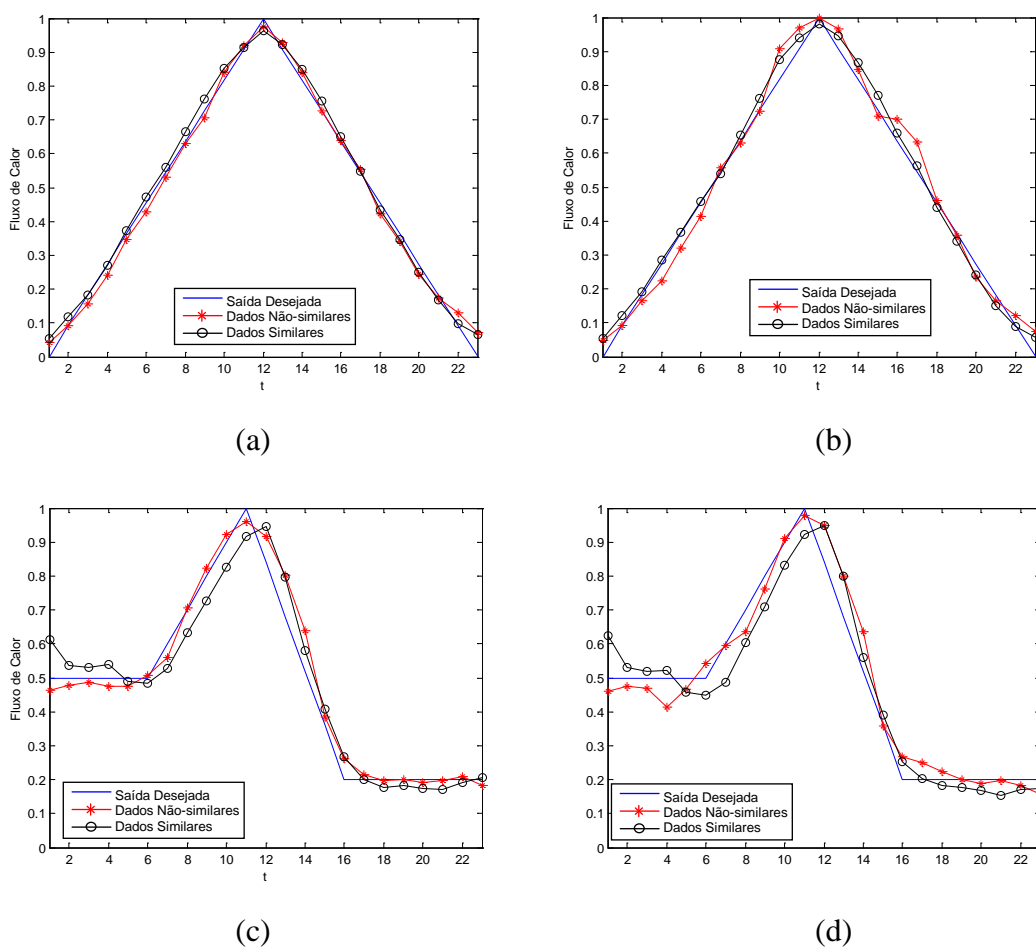 1
0.9
0.8
0.7
0.6
0.5
0.4
0.3
0.2
0.1
0
Fluxo de Calor
Saída Desejada
Dados Não-similares
Dados Similares
2 4 6 8 10 12 14 16 18 20 22
t
(a)
1
0.9
0.8
0.7
0.6
0.5
0.4
0.3
0.2
0.1
0
Fluxo de Calor
Saída Desejada
Dados Não-similares
Dados Similares
2 4 6 8 10 12 14 16 18 20 22
t
(b)
1
0.9
0.8
0.7
0.6
0.5
0.4
0.3
0.2
0.1
0
Fluxo de Calor
Saída Desejada
Dados Não-similares
Dados Similares
2 4 6 8 10 12 14 16 18 20 22
t
(c)
1
0.9
0.8
0.7
0.6
0.5
0.4
0.3
0.2
0.1
0
Saída Desejada
Dados Não-similares
Dados Similares
2 4 6 8 10 12 14 16 18 20 22
(d)